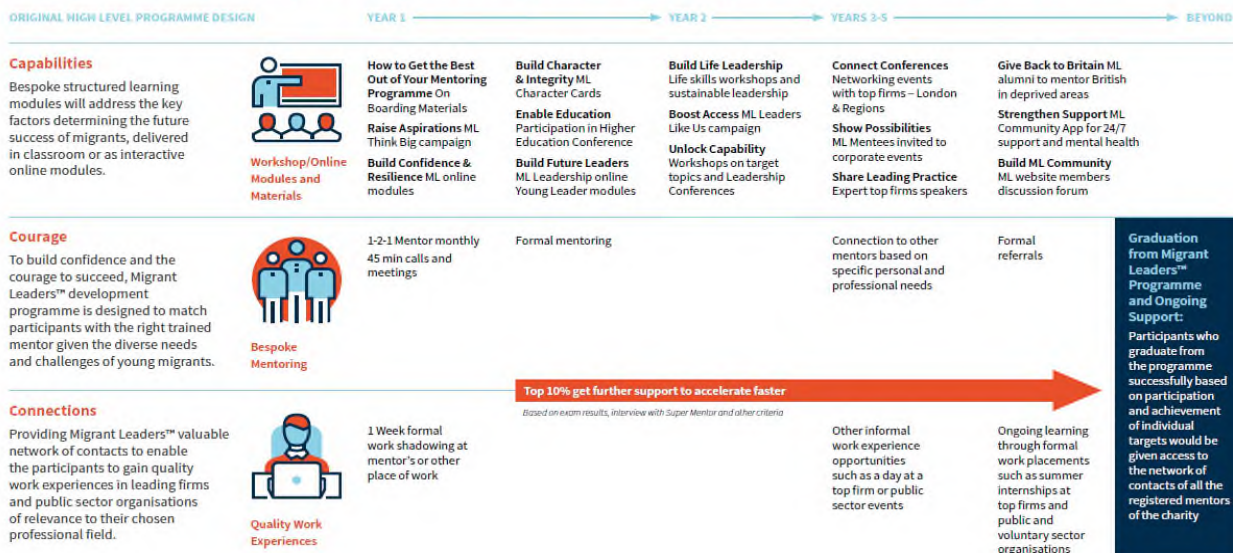 ORIGINAL HIGH LEVEL PROGRAMME DESIGN
YEAR 1
YEAR 2
YEARS 3-5
BEYOND
Capabilities
Bespoke structured learning
modules will address the key
factors determining the future
success of migrants, delivered
in classroom or as interactive
online modules.
Workshop/Online
Modules and
Materials
How to Get the Best
Out of Your Mentoring
Programme On
Boarding Materials
Raise Aspirations ML
Think Big campaign
Build Confidence &
Resilience ML online
modules
Build Character
& Integrity ML
Character Cards
Enable Education
Participation in Higher
Education Conference
Build Future Leaders
ML Leadership online
Young Leader modules
Build Life Leadership
Life skills workshops and
sustainable leadership
Boost Access ML Leaders
Like Us campaign
Unlock Capability
Workshops on target
topics and Leadership
Conferences
Connect Conferences
Networking events
with top firms – London
& Regions
Show Possibilities
ML Mentees invited to
corporate events
Share Leading Practice
Expert top firms speakers
Give Back to Britain ML
alumni to mentor British
in deprived areas
Strengthen Support ML
Community App for 24/7
support and mental health
Build ML Community
ML website members
discussion forum
Courage
To build confidence and the
courage to succeed, Migrant
Leaders™ development
programme is designed to match
participants with the right trained
mentor given the diverse needs
and challenges of young migrants.
Bespoke
Mentoring
1-2-1 Mentor monthly
45 min calls and
meetings
Formal mentoring
Connection to other
mentors based on
specific personal and
professional needs
Formal
referrals
Top 10% get further support to accelerate faster
Based on exam results, interview with Super Mentor and other criteria
Connections
Providing Migrant Leaders™ valuable
network of contacts to enable
the participants to gain quality
work experiences in leading firms
and public sector organisations
of relevance to their chosen
professional field.
Quality Work
Experiences
1 Week formal
work shadowing at
mentor's or other
place of work
Other informal
work experience
opportunities
such as a day at a
top firm or public
sector events
Ongoing learning
through formal
work placements
such as summer
internships at
top firms and
public and
voluntary sector
organisations
Graduation
from Migrant
Leaders™
Programme
and Ongoing
Support:
Participants who
graduate from
the programme
successfully based
on participation
and achievement
of individual
targets would be
given access to
the network of
contacts of all the
registered mentors
of the charity